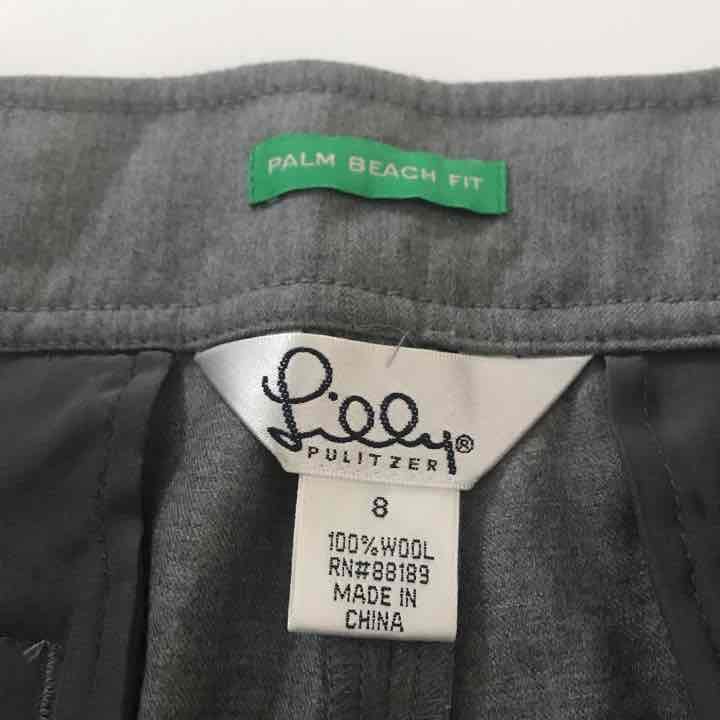 PALM BEACH FIT
Lilly®
PULITZER
8
100%WOOL
RN#88189
MADE IN
CHINA